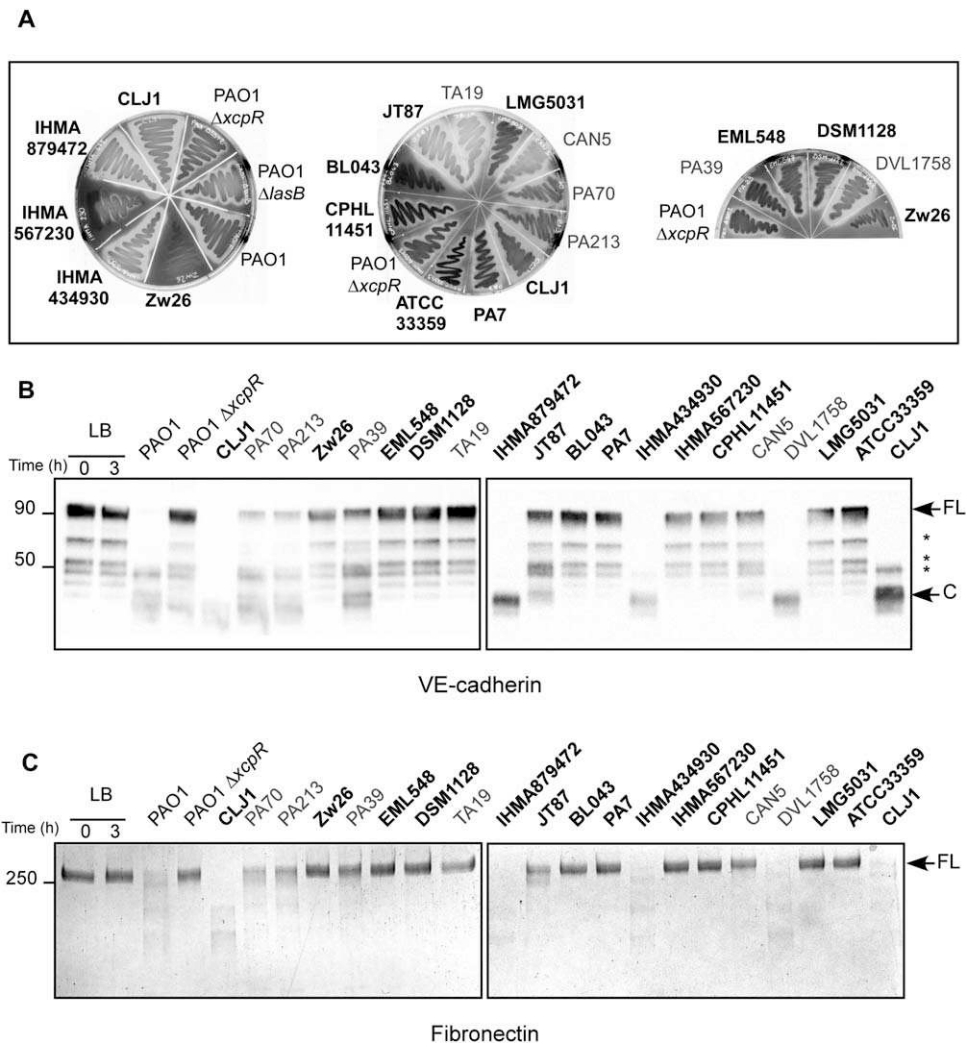 A
CLJ1
PAO1
ΔxcpR
IHMA
879472
PAO1
ΔlasB
IHMA
567230
PAO1
IHMA
434930
Zw26
TA19
LMG5031
JT87
CAN5
BL043
PA70
CPHL
11451
PA213
PAO1
ΔxcpR
CLJ1
ATCC
33359
PA7
EML548
DSM1128
PA39
DVL1758
PAO1
ΔxcpR
Zw26
B
LB
Time (h)
0 3
PAO1
PAO1 ΔxcpR
CLJ1
PA70
PA213
Zw26
PA39
EML548
DSM1128
TA19
IHMA879472
JT87
BL043
PA7
IHMA434930
IHMA567230
CPHL11451
CAN5
DVL1758
LMG5031
ATCC33359
CLJ1
90
FL
*
50
*
*
C
VE-cadherin
C
LB
Time (h)
0 3
PAO1
PAO1 ΔxcpR
CLJ1
PA70
PA213
Zw26
PA39
EML548
DSM1128
TA19
IHMA879472
JT87
BL043
PA7
IHMA434930
IHMA567230
CPHL11451
CAN5
DVL1758
LMG5031
ATCC33359
CLJ1
250
FL
Fibronectin